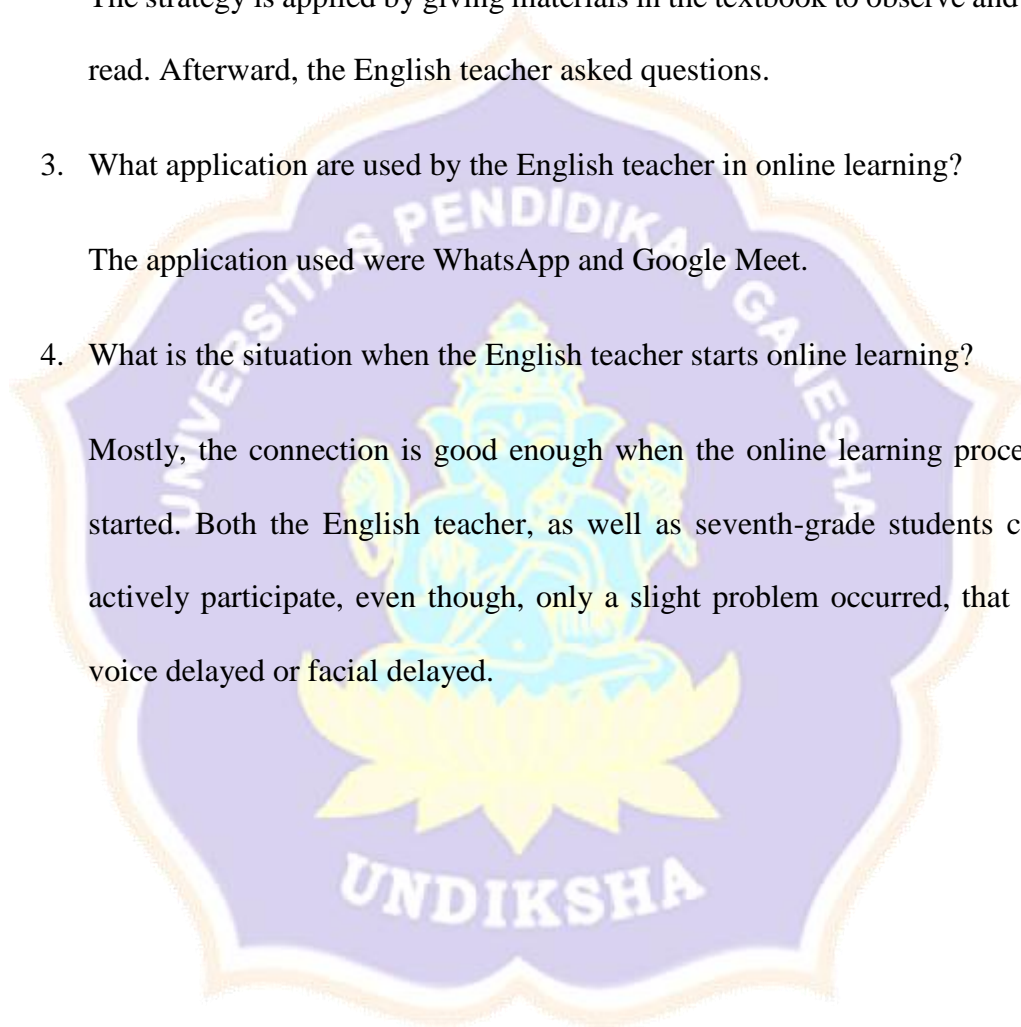 The strategy is applied by giving materials in the textbook to observe and
read. Afterward, the English teacher asked questions.
3. What application are used by the English teacher in online learning?
The application used were WhatsApp and Google Meet.
4. What is the situation when the English teacher starts online learning?
Mostly, the connection is good enough when the online learning proce
started. Both the English teacher, as well as seventh-grade students c
actively participate, even though, only a slight problem occurred, that
voice delayed or facial delayed.
UNIVERSITAS PENDIDIKAN GANESHA
UNDIKSHA